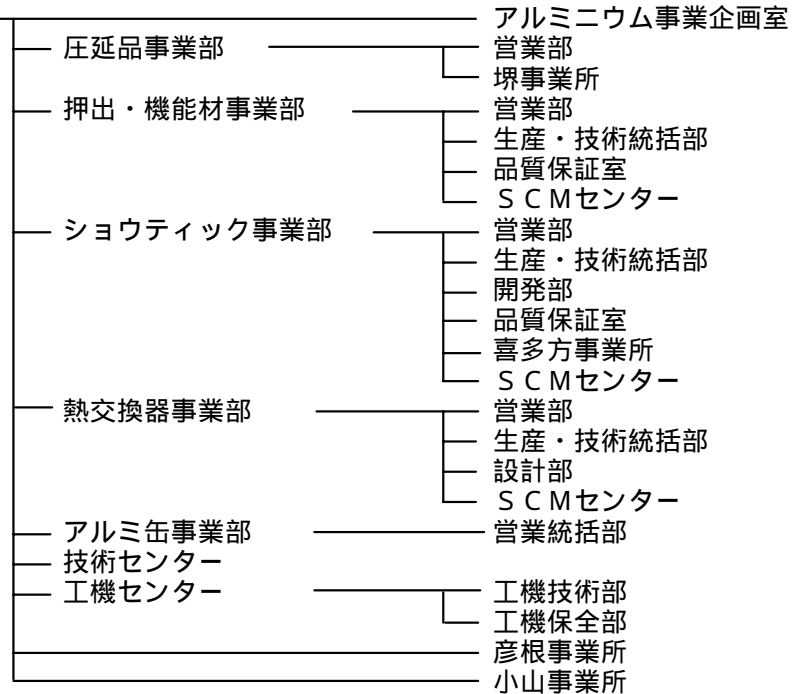 アルミニウム事業企画室
圧延品事業部 営業部
堺事業所
押出・機能材事業部 営業部
生産・技術統括部
品質保証室
ＳＣＭセンター
ショウティック事業部 営業部
生産・技術統括部
開発部
品質保証室
喜多方事業所
ＳＣＭセンター
熱交換器事業部 営業部
生産・技術統括部
設計部
ＳＣＭセンター
アルミ缶事業部 営業統括部
技術センター
工機センター 工機技術部
工機保全部
彦根事業所
小山事業所